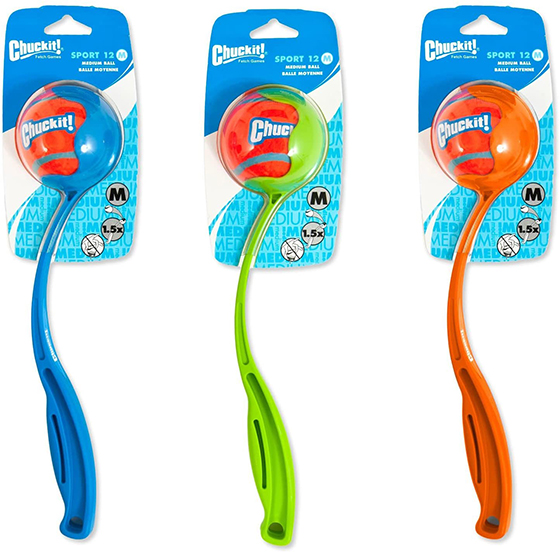 Chuckit!
Fetch Games
SPORT 12 M
MEDIUM BALL
BALLE MOYENNE
Chuckit!
M
1.5x
MEDIUM
Chuckit!
Fetch Games
SPORT 12 M
MEDIUM BALL
BALLE MOYENNE
Chuckit
M
1.5x
MEDIUM
Chuckit!
Fetch Games
SPORT 12 M
MEDIUM BALL
BALLE MOYENNE
Chuckit!
M
1.5x
MEDIUM